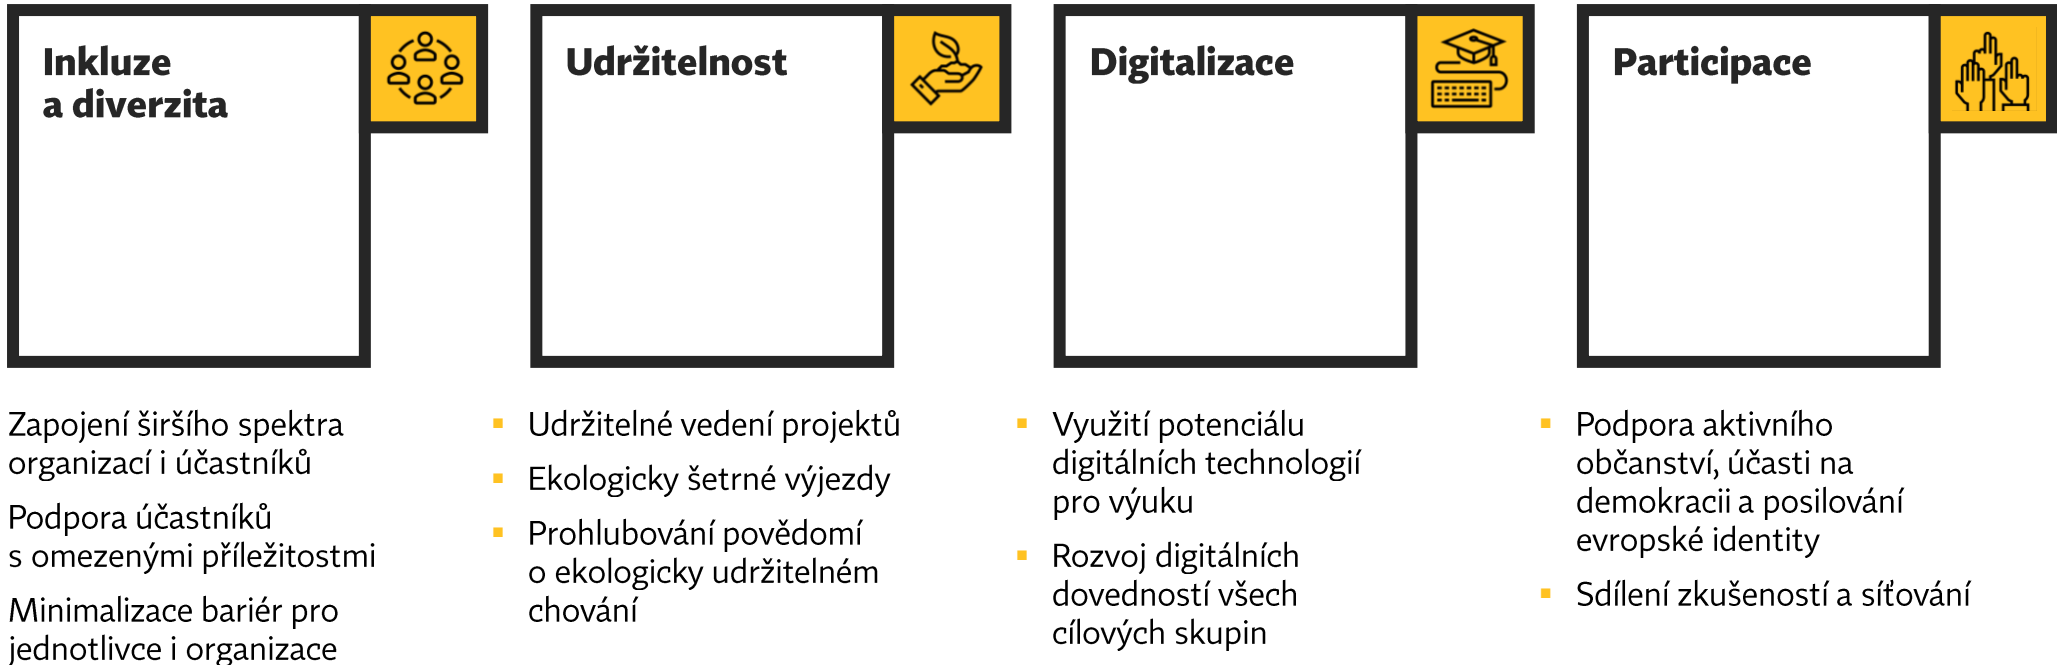 Inkluze
a diverzita
Udržitelnost
Digitalizace
Participace
Zapojení širšího spektra
organizací i účastníků
Podpora účastníků
s omezenými příležitostmi
Minimalizace bariér pro
jednotlivce i organizace
▪ Udržitelné vedení projektů
▪ Ekologicky šetrné výjezdy
▪ Prohlubování povědomí
o ekologicky udržitelném
chování
▪ Využití potenciálu
digitálních technologií
pro výuku
▪ Rozvoj digitálních
dovedností všech
cílových skupin
▪ Podpora aktivního
občanství, účasti na
demokracii a posilování
evropské identity
▪ Sdílení zkušeností a síťování